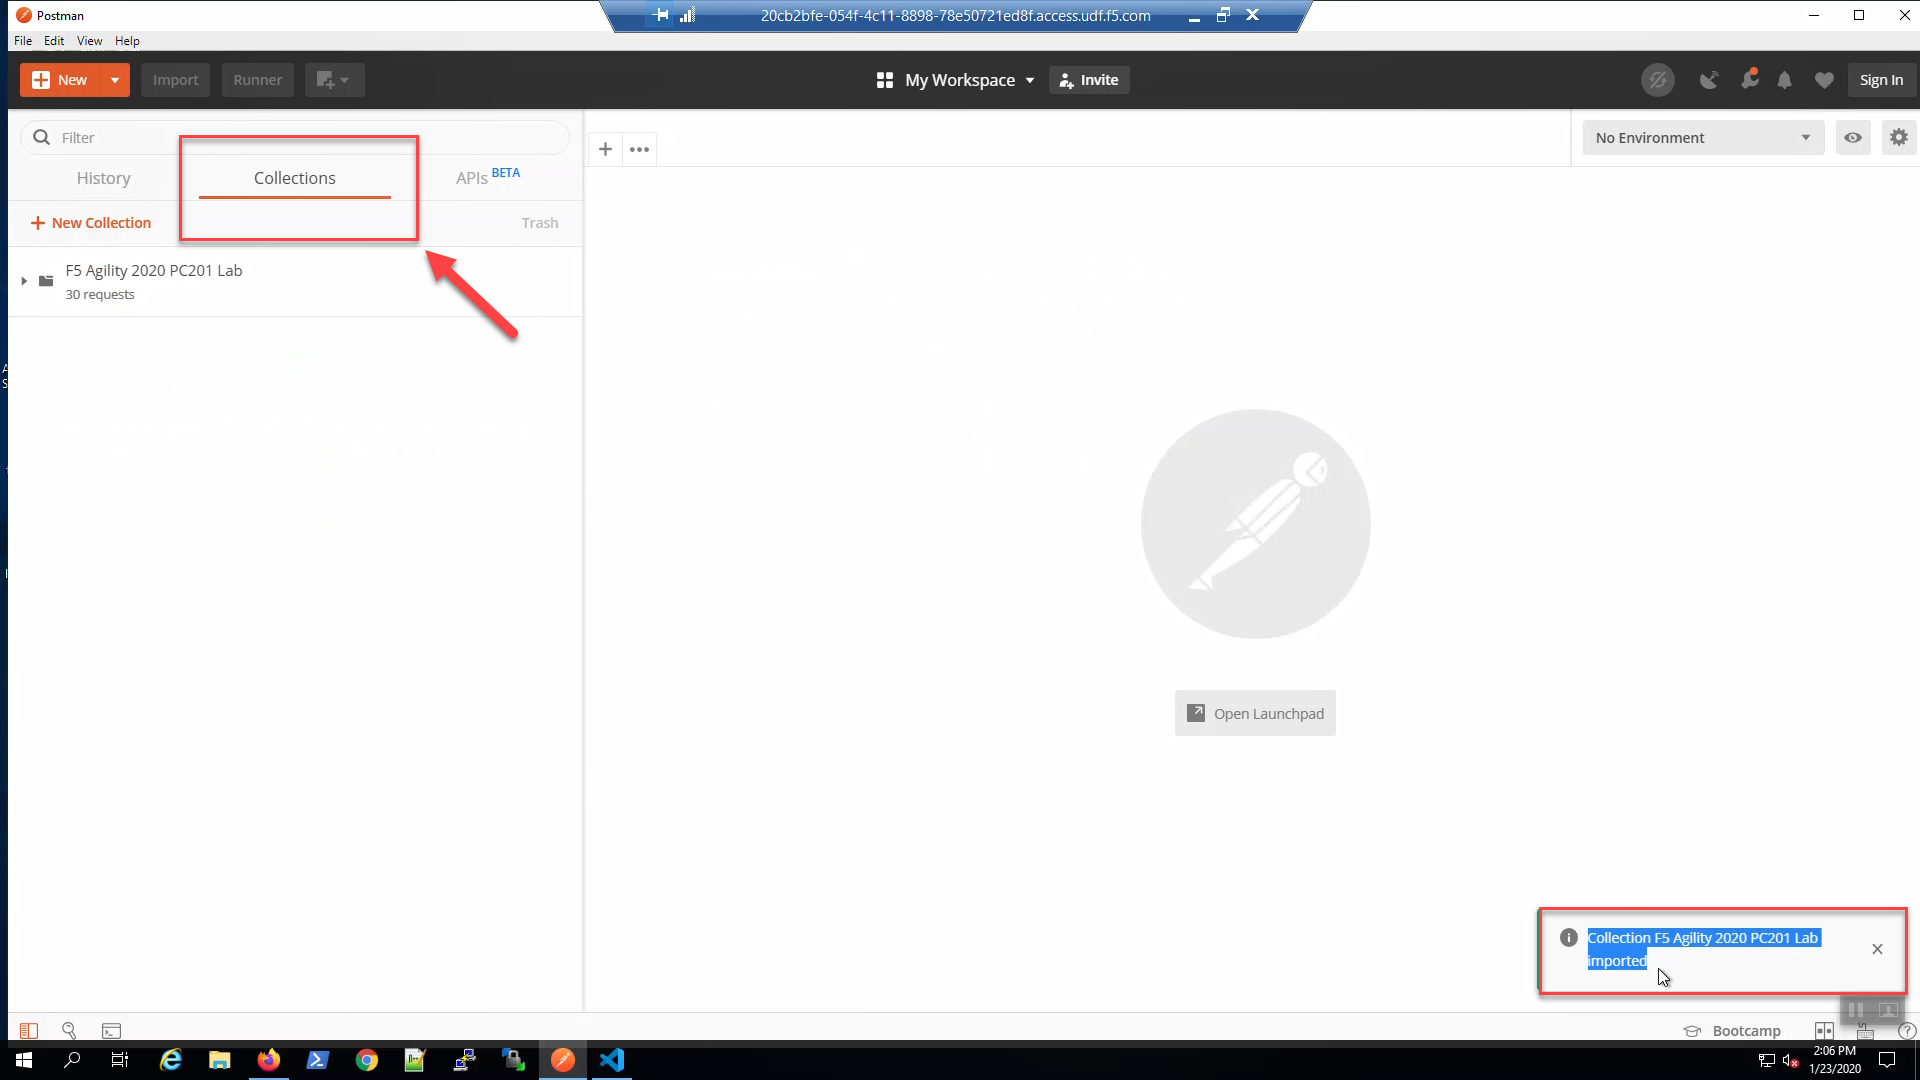 Postman
20cb2bfe-054f-4c11-8898-78e50721ed8f.access.udf.f5.com
File Edit View Help
New
Import
Runner
My Workspace
Invite
Sign In
Filter
No Environment
History
Collections
APIs BETA
New Collection
Trash
F5 Agility 2020 PC201 Lab
30 requests
Open Launchpad
Collection F5 Agility 2020 PC201 Lab
imported
Bootcamp
2:06 PM
1/23/2020